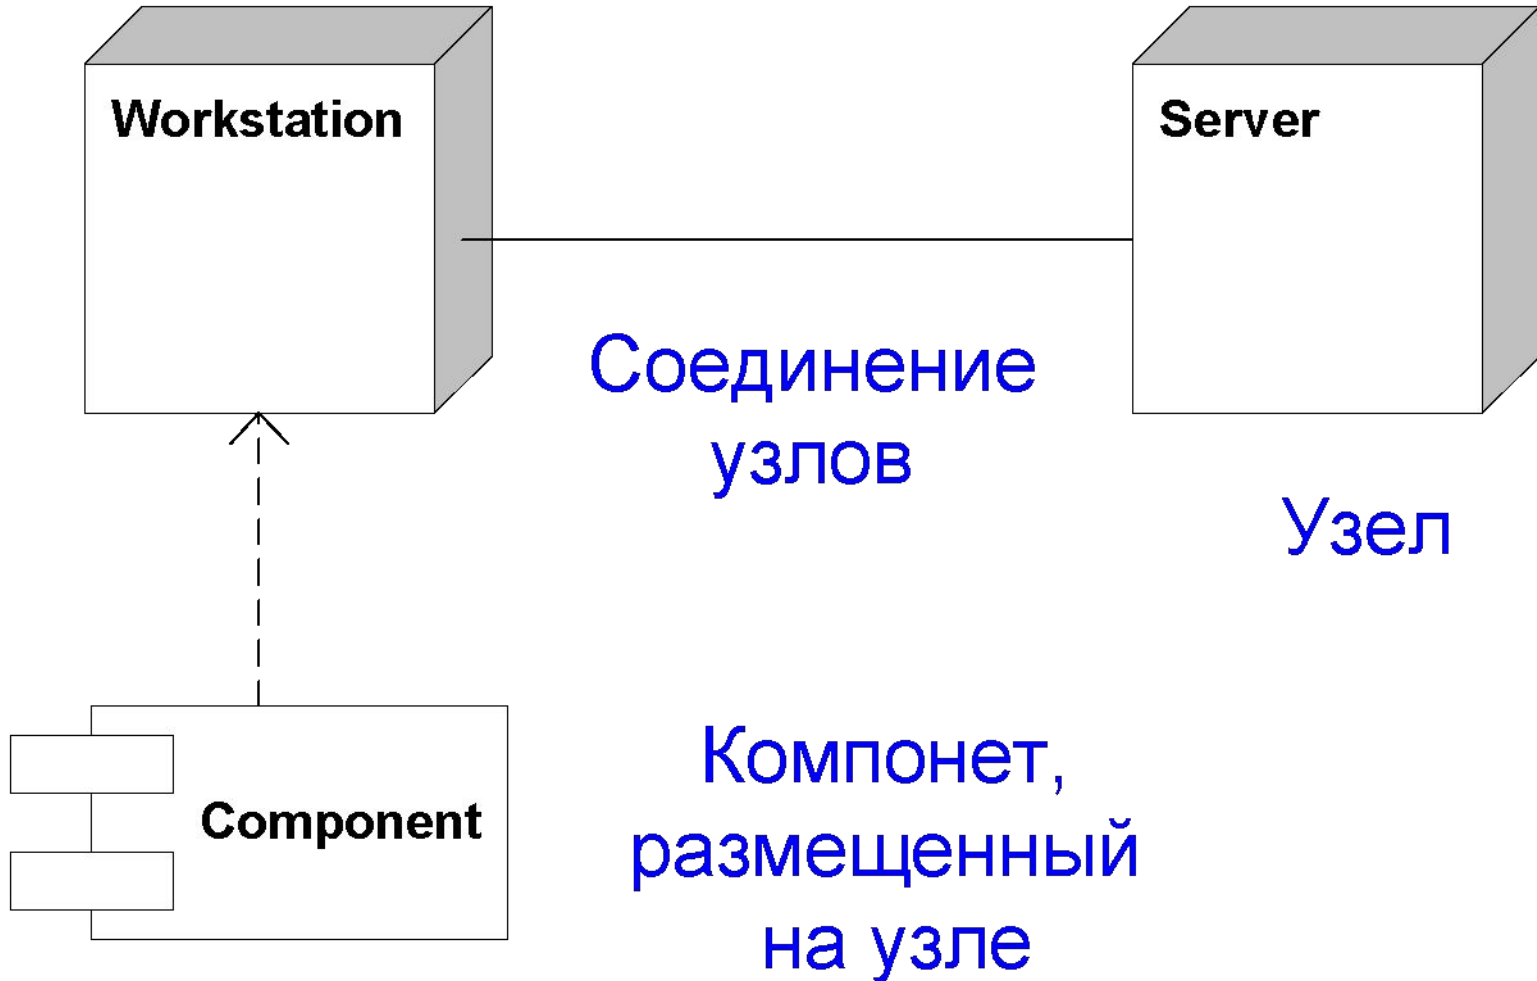 Workstation
Server
Соединение
узлов
Узел
Component
Компонет,
размещенный
на узле